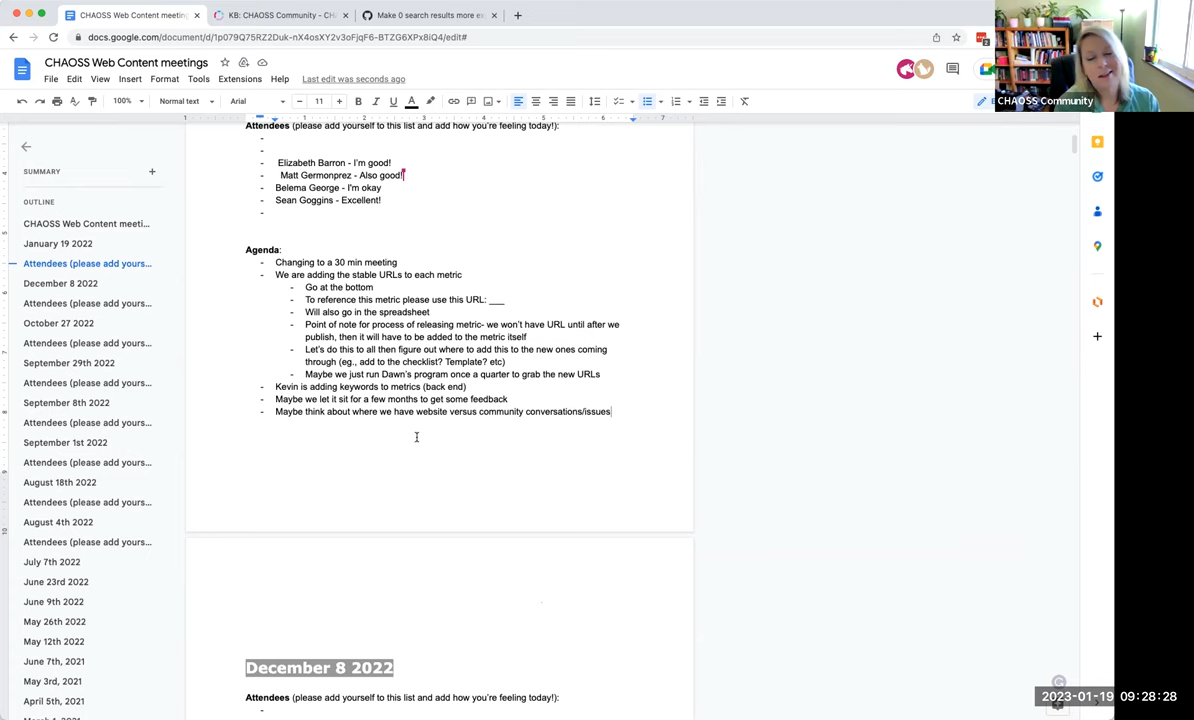 CHAOSS Web Content meeting
KB: CHAOSS Community - CHA
Make 0 search results more ex
docs.google.com/document/d/1p079Q75RZ2Duk-nX4osXY2v3oFjqF6-BTZG6XPx8iQ4/edit#
CHAOSS Web Content meetings
File Edit View Insert Format Tools Extensions Help Last edit was seconds ago
100% Normal text Arial 11
CHAOSS Community
SUMMARY
OUTLINE
CHAOSS Web Content meeti...
January 19 2022
Attendees (please add yours...
December 8 2022
Attendees (please add yours...
October 27 2022
Attendees (please add yours...
September 29th 2022
Attendees (please add yours...
September 8th 2022
Attendees (please add yours...
September 1st 2022
Attendees (please add yours...
August 18th 2022
Attendees (please add yours...
August 4th 2022
Attendees (please add yours...
July 7th 2022
June 23rd 2022
June 9th 2022
May 26th 2022
May 12th 2022
June 7th, 2021
May 3rd, 2021
April 5th, 2021
Attendees (please add yourself to this list and add how you're feeling today!):
-
-
- Elizabeth Barron - I'm good!
- Matt Germonprez - Also good!
- Belema George - I'm okay
- Sean Goggins - Excellent!
-
Agenda:
- Changing to a 30 min meeting
- We are adding the stable URLs to each metric
- Go at the bottom
- To reference this metric please use this URL: ___
- Will also go in the spreadsheet
- Point of note for process of releasing metric- we won't have URL until after we
publish, then it will have to be added to the metric itself
- Let's do this to all then figure out where to add this to the new ones coming
through (eg., add to the checklist? Template? etc)
- Maybe we just run Dawn's program once a quarter to grab the new URLs
- Kevin is adding keywords to metrics (back end)
- Maybe we let it sit for a few months to get some feedback
- Maybe think about where we have website versus community conversations/issues
December 8 2022
Attendees (please add yourself to this list and add how you're feeling today!):
-
2023-01-19 09:28:28